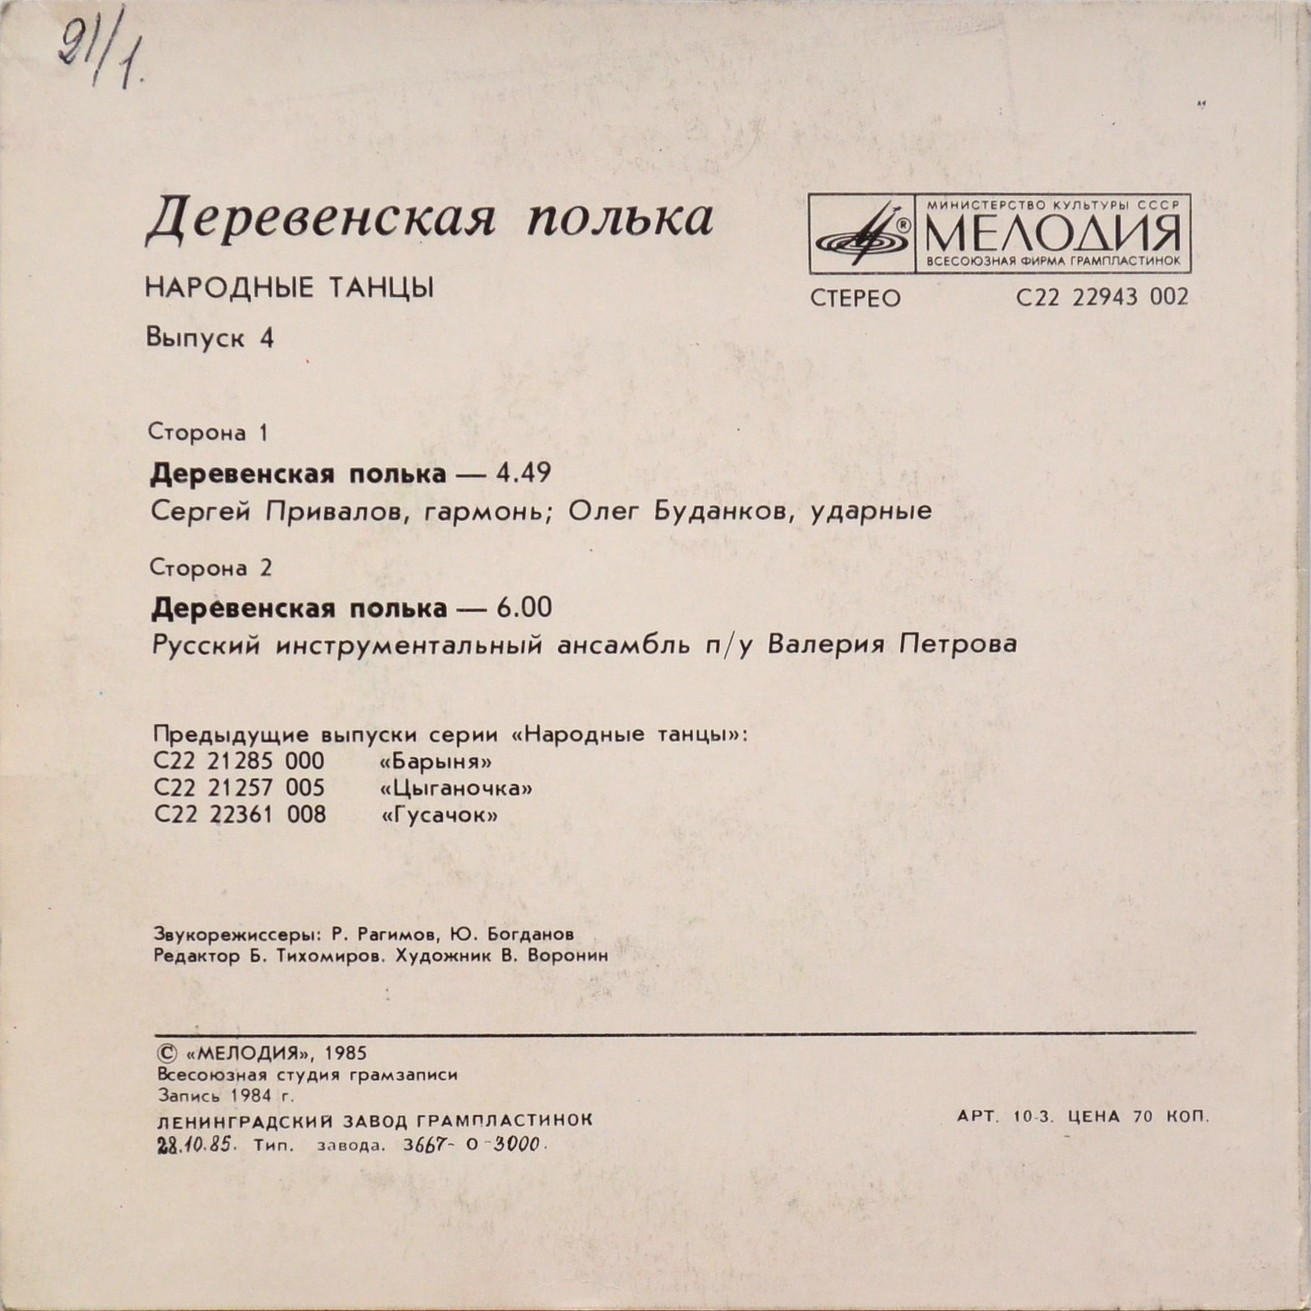 21/1.
Деревенская полька
НАРОДНЫЕ ТАНЦЫ
Выпуск 4
МИНИСТЕРСТВО КУЛЬТУРЫ СССР
МЕЛОДИЯ ®
ВСЕСОЮЗНАЯ ФИРМА ГРАМПЛАСТИНОК
СТЕРЕО С22 22943 002
Сторона 1
Деревенская полька — 4.49
Сергей Привалов, гармонь; Олег Буданков, ударные
Сторона 2
Деревенская полька — 6.00
Русский инструментальный ансамбль п/у Валерия Петрова
Предыдущие выпуски серии «Народные танцы»:
С22 21285 000 «Барыня»
С22 21257 005 «Цыганочка»
С22 22361 008 «Гусачок»
Звукорежиссеры: Р. Рагимов, Ю. Богданов
Редактор Б. Тихомиров. Художник В. Воронин
© «МЕЛОДИЯ», 1985
Всесоюзная студия грамзаписи
Запись 1984 г.
ЛЕНИНГРАДСКИЙ ЗАВОД ГРАМПЛАСТИНОК
АРТ. 10-3. ЦЕНА 70 КОП.
28.10.85. Тип. завода. 3667- О -3000.